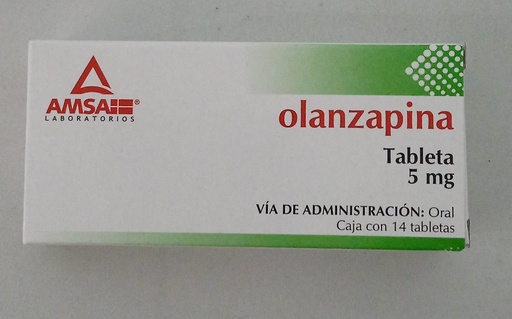 AMSA®
LABORATORIOS
olanzapina
Tableta
5 mg
VÍA DE ADMINISTRACIÓN: Oral
Caja con 14 tabletas